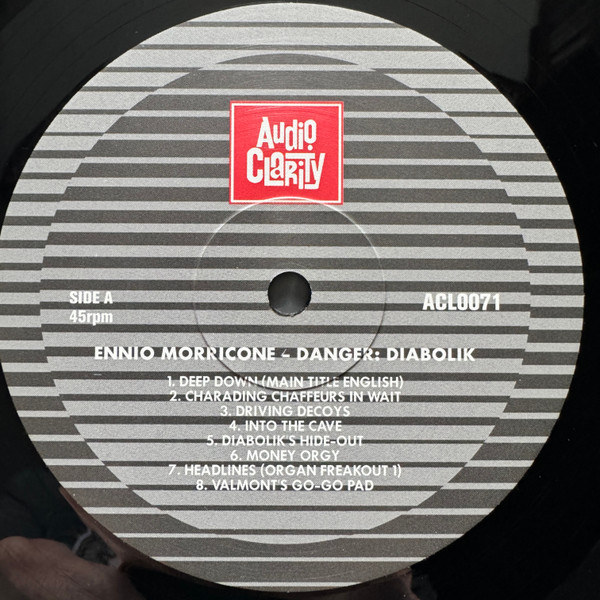 Audio
Clarity
SIDE A
45rpm
ACL0071
ENNIO MORRICONE - DANGER: DIABOLIK
1. DEEP DOWN (MAIN TITLE ENGLISH)
2. CHARADING CHAFFEURS IN WAIT
3. DRIVING DECOYS
4. INTO THE CAVE
5. DIABOLIK'S HIDE-OUT
6. MONEY ORGY
7. HEADLINES (ORGAN FREAKOUT 1)
8. VALMONT'S GO-GO PAD